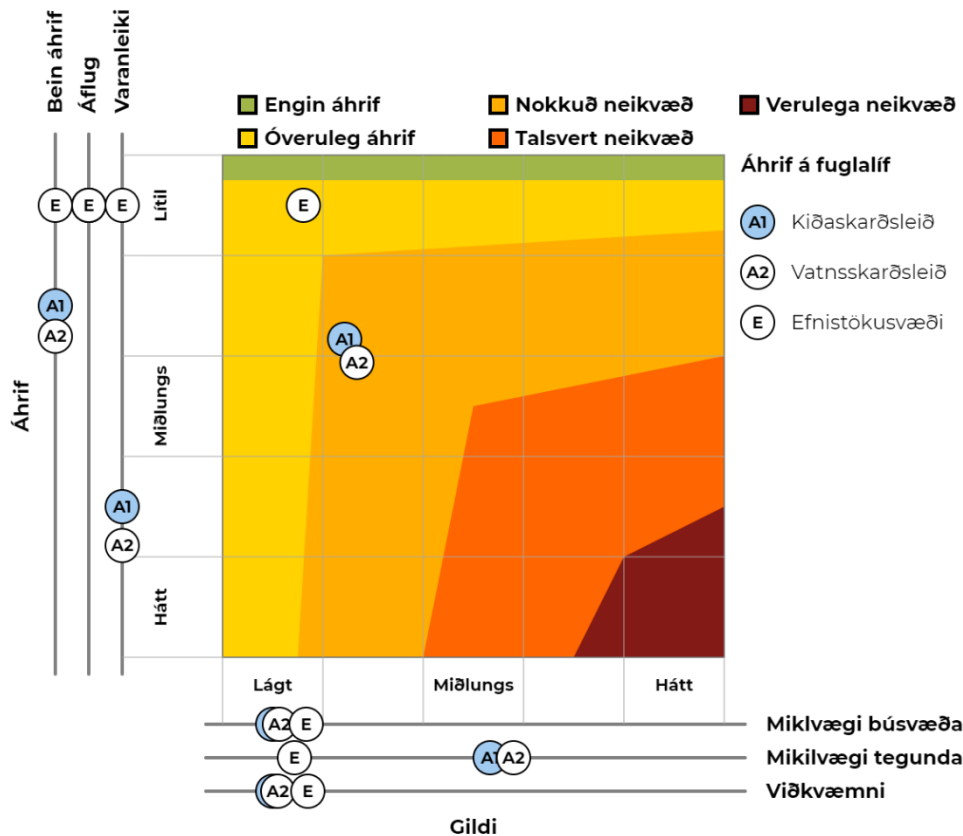 Bein áhrif
Áflug
Varanleiki
Engin áhrif
Nokkuð neikvæð
Verulega neikvæð
Óveruleg áhrif
Talsvert neikvæð
Áhrif á fuglalíf
A1 Kiðaskarðsleið
A2 Vatnsskarðsleið
E Efnistökusvæði
E E E
E
Lítil
A1
A2
A1
A2
Miðlungs
Áhrif
A1
A2
Hátt
Lágt
Miðlungs
Hátt
A2 E
Miklvægi búsvæða
E A1 A2
Mikilvægi tegunda
A2 E
Viðkvæmni
Gildi